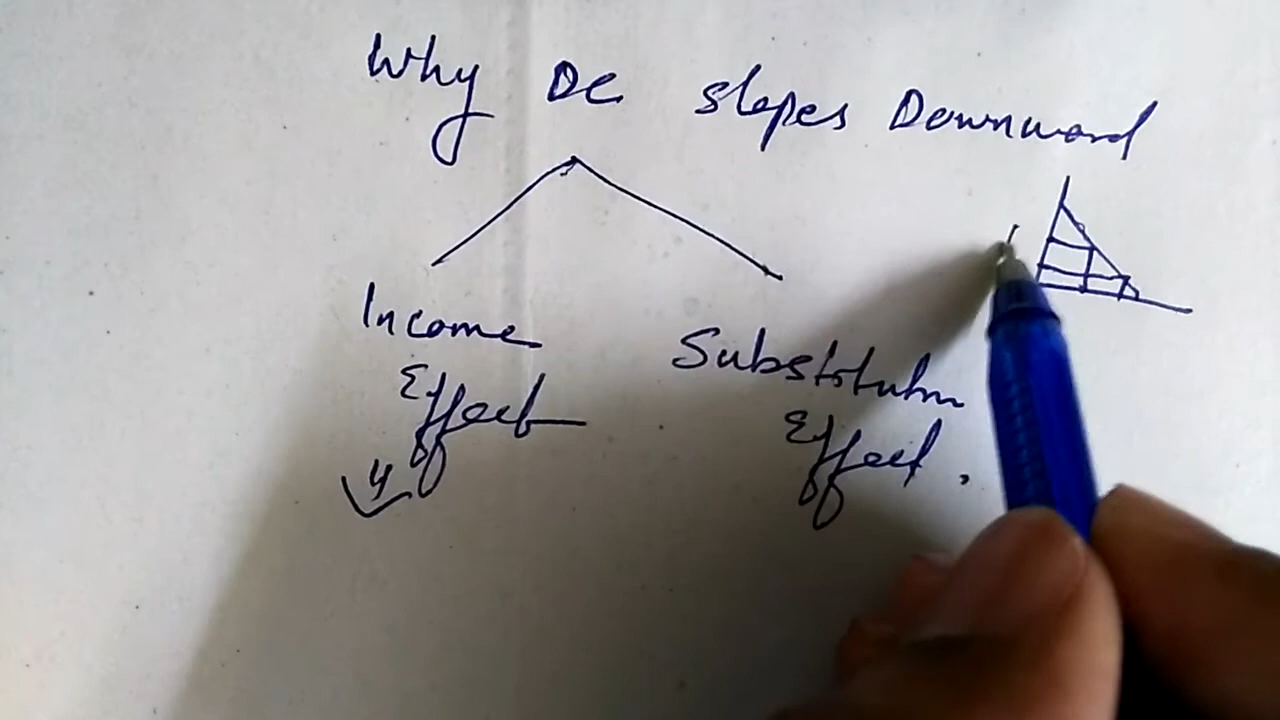 Why DC slopes Downward
Income
Effect
Substitution
Effect.